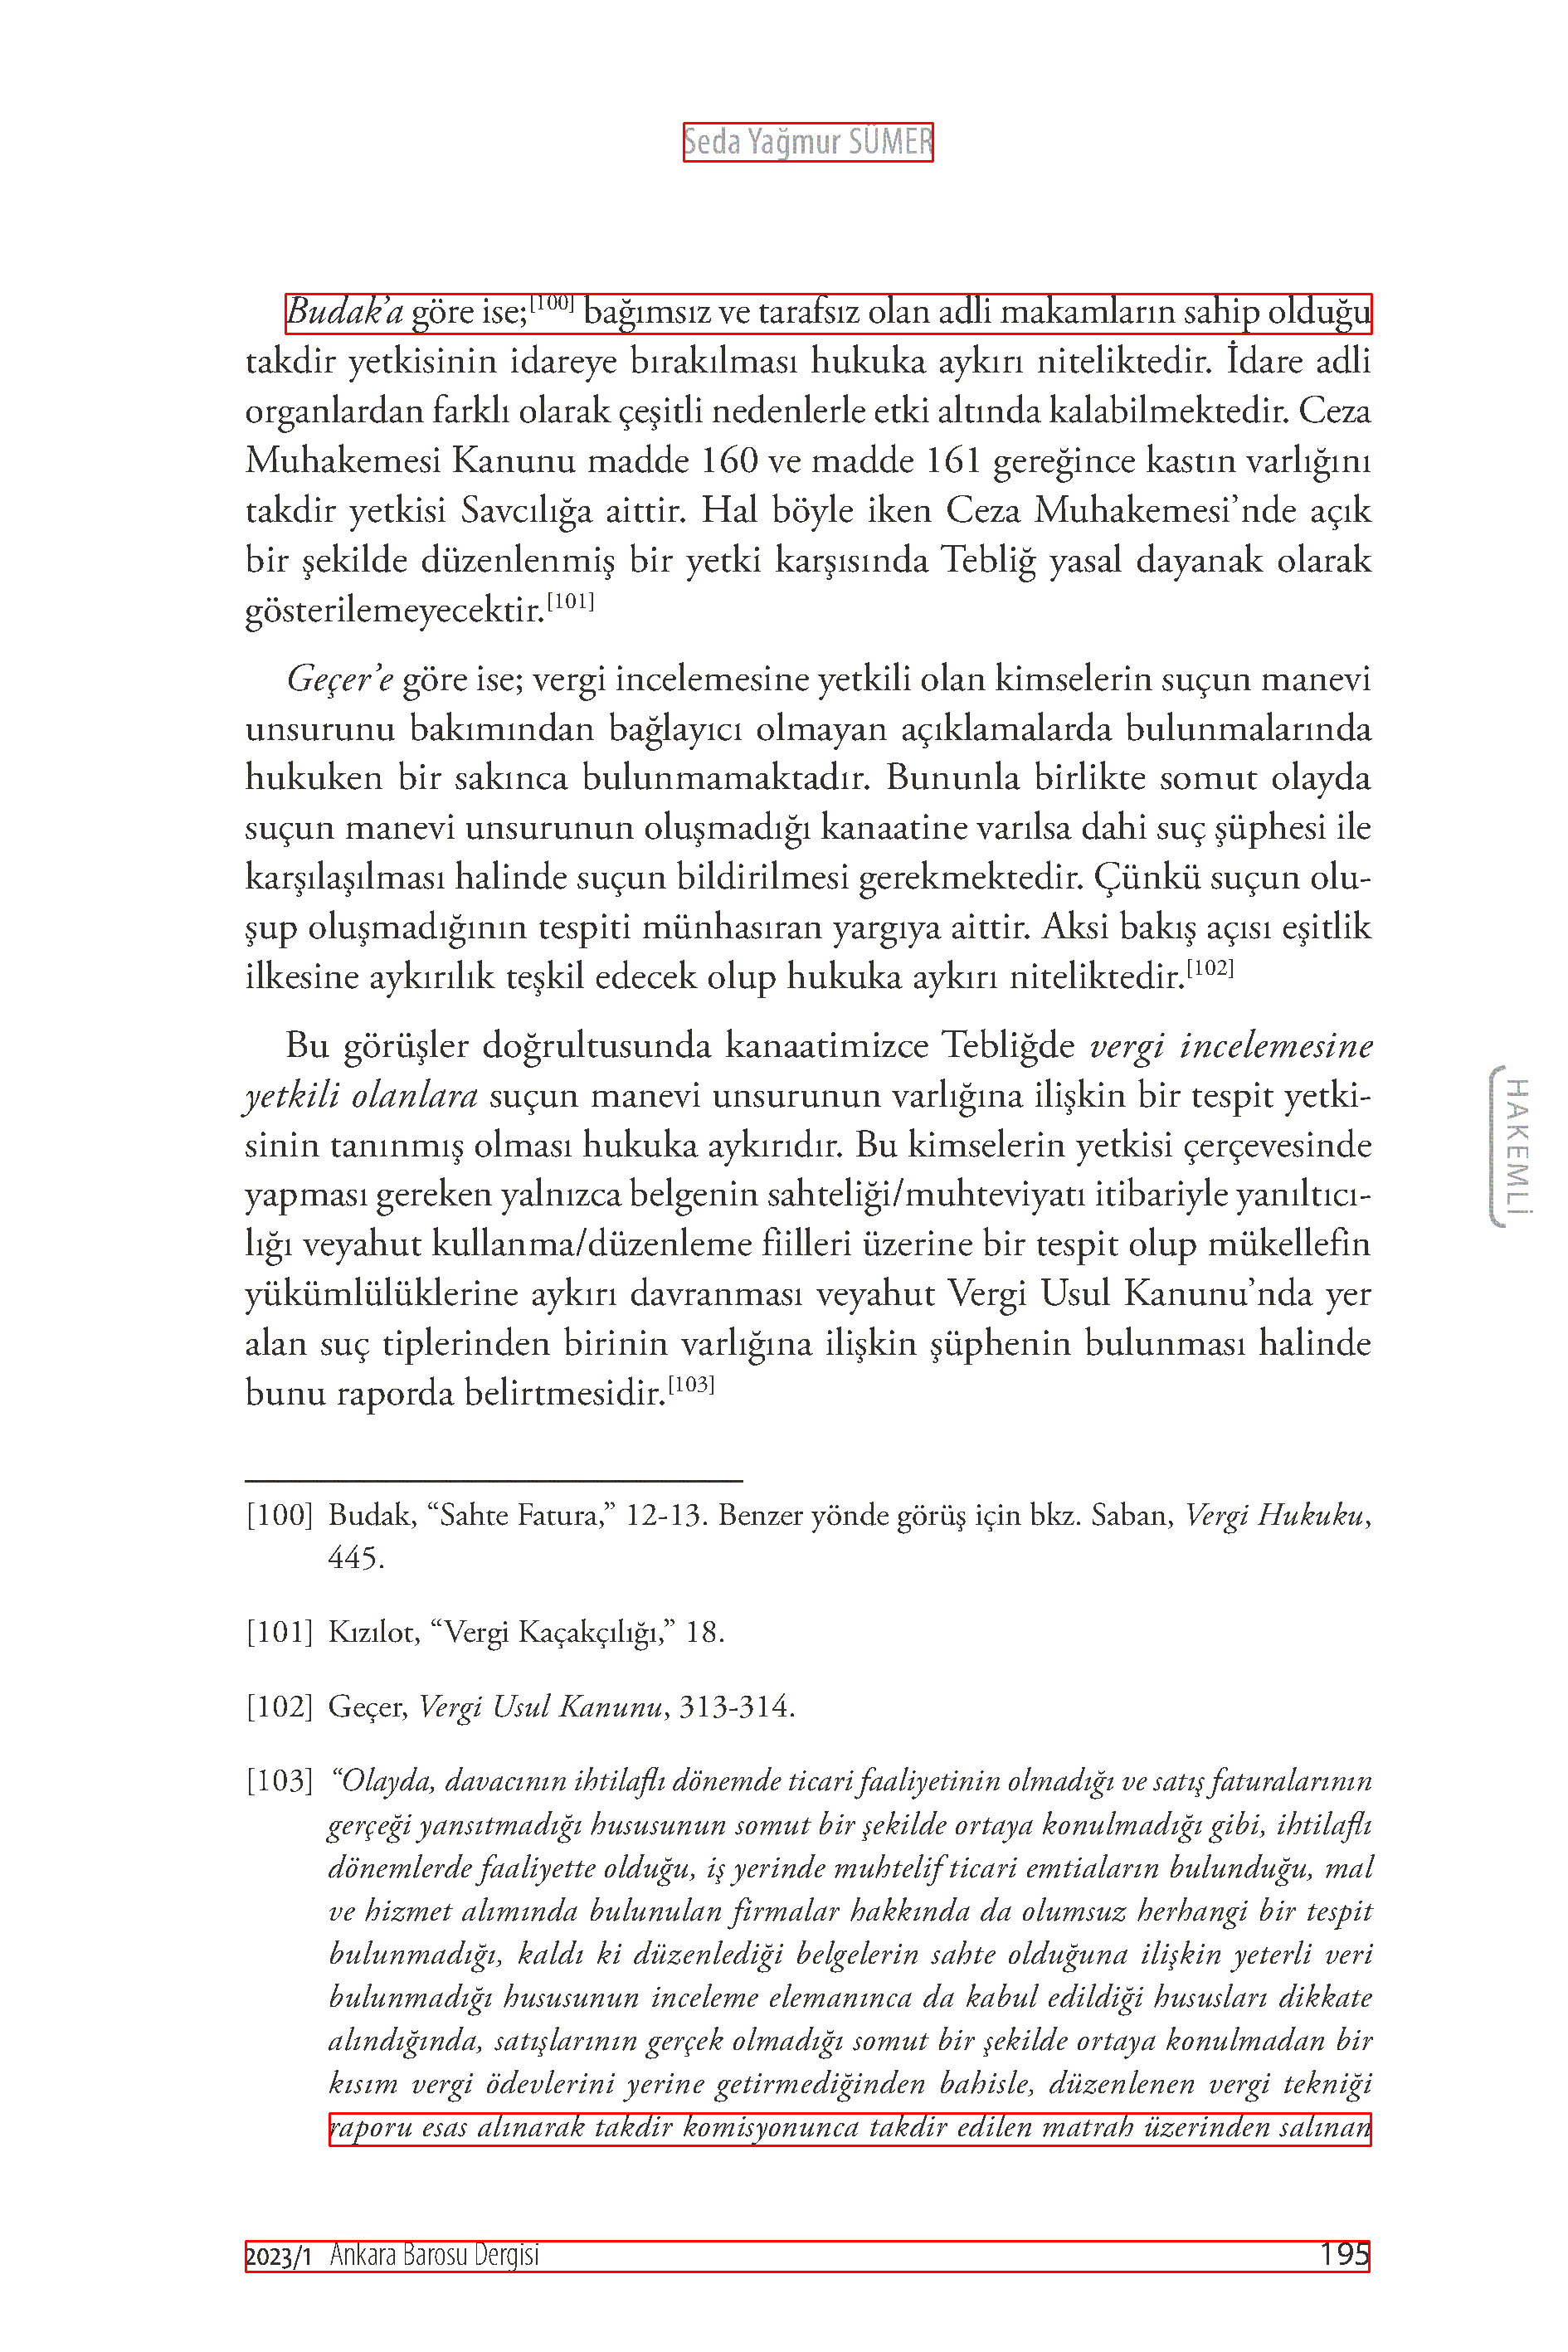 Seda Yağmur SÜMER
Budak’a göre ise;[100] bağımsız ve tarafsız olan adli makamların sahip olduğu
takdir yetkisinin idareye bırakılması hukuka aykırı niteliktedir. İdare adli
organlardan farklı olarak çeşitli nedenlerle etki altında kalabilmektedir. Ceza
Muhakemesi Kanunu madde 160 ve madde 161 gereğince kastın varlığını
takdir yetkisi Savcılığa aittir. Hal böyle iken Ceza Muhakemesi’nde açık
bir şekilde düzenlenmiş bir yetki karşısında Tebliğ yasal dayanak olarak
gösterilemeyecektir.[101]
Geçer’e göre ise; vergi incelemesine yetkili olan kimselerin suçun manevi
unsurunu bakımından bağlayıcı olmayan açıklamalarda bulunmalarında
hukuken bir sakınca bulunmamaktadır. Bununla birlikte somut olayda
suçun manevi unsurunun oluşmadığı kanaatine varılsa dahi suç şüphesi ile
karşılaşılması halinde suçun bildirilmesi gerekmektedir. Çünkü suçun olu-
şup oluşmadığının tespiti münhasıran yargıya aittir. Aksi bakış açısı eşitlik
ilkesine aykırılık teşkil edecek olup hukuka aykırı niteliktedir.[102]
Bu görüşler doğrultusunda kanaatimizce Tebliğde vergi incelemesine
yetkili olanlara suçun manevi unsurunun varlığına ilişkin bir tespit yetki-
sinin tanınmış olması hukuka aykırıdır. Bu kimselerin yetkisi çerçevesinde
yapması gereken yalnızca belgenin sahteliği/muhteviyatı itibariyle yanıltıcı-
lığı veyahut kullanma/düzenleme fiilleri üzerine bir tespit olup mükellefin
yükümlülüklerine aykırı davranması veyahut Vergi Usul Kanunu’nda yer
alan suç tiplerinden birinin varlığına ilişkin şüphenin bulunması halinde
bunu raporda belirtmesidir.[103]
HAKEMLİ
[100] Budak, “Sahte Fatura,” 12-13. Benzer yönde görüş için bkz. Saban, Vergi Hukuku,
445.
[101] Kızılot, “Vergi Kaçakçılığı,” 18.
[102] Geçer, Vergi Usul Kanunu, 313-314.
[103] “Olayda, davacının ihtilaflı dönemde ticari faaliyetinin olmadığı ve satış faturalarının
gerçeği yansıtmadığı hususunun somut bir şekilde ortaya konulmadığı gibi, ihtilaflı
dönemlerde faaliyette olduğu, iş yerinde muhtelif ticari emtiaların bulunduğu, mal
ve hizmet alımında bulunulan firmalar hakkında da olumsuz herhangi bir tespit
bulunmadığı, kaldı ki düzenlediği belgelerin sahte olduğuna ilişkin yeterli veri
bulunmadığı hususunun inceleme elemanınca da kabul edildiği hususları dikkate
alındığında, satışlarının gerçek olmadığı somut bir şekilde ortaya konulmadan bir
kısım vergi ödevlerini yerine getirmediğinden bahisle, düzenlenen vergi tekniği
raporu esas alınarak takdir komisyonunca takdir edilen matrah üzerinden salınan
2023/1 Ankara Barosu Dergisi 195